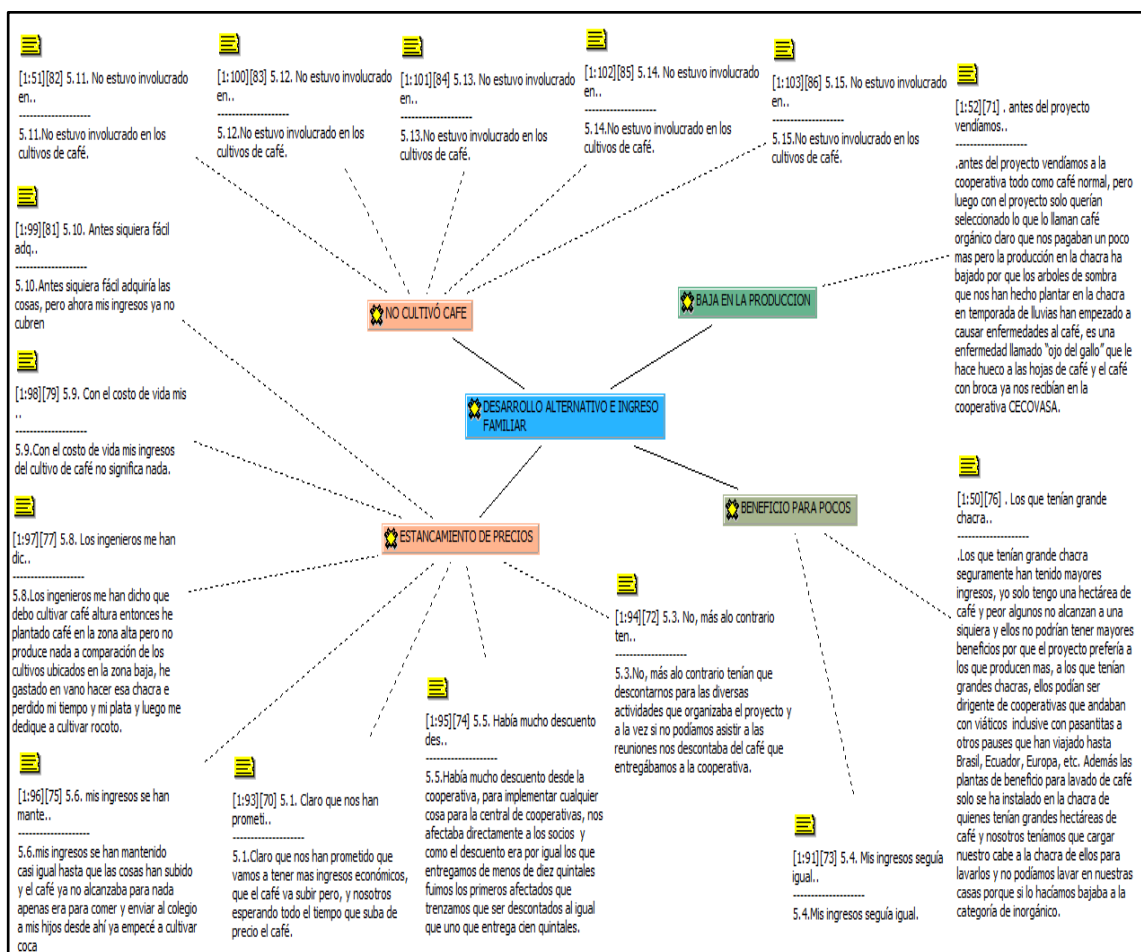 [1:51][82] 5.11. No estuvo involucrado
en..
--------------------
5.11.No estuvo involucrado en los
cultivos de café.
[1:100][83] 5.12. No estuvo involucrado
en..
--------------------
5.12.No estuvo involucrado en los
cultivos de café.
[1:101][84] 5.13. No estuvo involucrado
en..
--------------------
5.13.No estuvo involucrado en los
cultivos de café.
[1:102][85] 5.14. No estuvo involucrado
en..
--------------------
5.14.No estuvo involucrado en los
cultivos de café.
[1:103][86] 5.15. No estuvo involucrado
en..
--------------------
5.15.No estuvo involucrado en los
cultivos de café.
[1:52][71] . antes del proyecto
vendíamos..
--------------------
.antes del proyecto vendíamos a la
cooperativa todo como café normal, pero
luego con el proyecto solo querían
seleccionado lo que lo llaman café
orgánico claro que nos pagaban un poco
mas pero la producción en la chacra ha
bajado por que los arboles de sombra
que nos han hecho plantar en la chacra
en temporada de lluvias han empezado a
causar enfermedades al café, es una
enfermedad llamado "ojo del gallo" que le
hace hueco a las hojas de café y el café
con broca ya nos recibían en la
cooperativa CECOVASA.
[1:99][81] 5.10. Antes siquiera fácil
adq..
--------------------
5.10.Antes siquiera fácil adquiría las
cosas, pero ahora mis ingresos ya no
cubren
NO CULTIVÓ CAFE
BAJA EN LA PRODUCCION
[1:98][79] 5.9. Con el costo de vida mis
..
--------------------
5.9.Con el costo de vida mis ingresos
del cultivo de café no significa nada.
DESARROLLO ALTERNATIVO E INGRESO
FAMILIAR
[1:97][77] 5.8. Los ingenieros me han
dic..
--------------------
5.8.Los ingenieros me han dicho que
debo cultivar café altura entonces he
plantado café en la zona alta pero no
produce nada a comparación de los
cultivos ubicados en la zona baja, he
gastado en vano hacer esa chacra e
perdido mi tiempo y mi plata y luego me
dedique a cultivar rocoto.
ESTANCAMIENTO DE PRECIOS
BENEFICIO PARA POCOS
[1:50][76] . Los que tenían grande
chacra..
--------------------
.Los que tenían grande chacra
seguramente han tenido mayores
ingresos, yo solo tengo una hectárea de
café y peor algunos no alcanzan a una
siquiera y ellos no podrían tener mayores
beneficios por que el proyecto prefería a
los que producen mas, a los que tenían
grandes chacras, ellos podían ser
dirigente de cooperativas que andaban
con viáticos inclusive con pasantitas a
otros pauses que han viajado hasta
Brasil, Ecuador, Europa, etc. Además las
plantas de beneficio para lavado de café
solo se ha instalado en la chacra de
quienes tenían grandes hectáreas de
café y nosotros teníamos que cargar
nuestro cabe a la chacra de ellos para
lavarlos y no podíamos lavar en nuestras
casas porque si lo hacíamos bajaba a la
categoría de inorgánico.
[1:94][72] 5.3. No, más alo contrario
ten..
--------------------
5.3.No, más alo contrario tenían que
descontarnos para las diversas
actividades que organizaba el proyecto y
a la vez si no podíamos asistir a las
reuniones nos descontaba del café que
entregábamos a la cooperativa.
[1:96][75] 5.6. mis ingresos se han
mante..
--------------------
5.6.mis ingresos se han mantenido
casi igual hasta que las cosas han subido
y el café ya no alcanzaba para nada
apenas era para comer y enviar al colegio
a mis hijos desde ahí ya empecé a cultivar
coca
[1:93][70] 5.1. Claro que nos han
prometi..
--------------------
5.1.Claro que nos han prometido que
vamos a tener mas ingresos económicos,
que el café va subir pero, y nosotros
esperando todo el tiempo que suba de
precio el café.
[1:95][74] 5.5. Había mucho descuento
des..
--------------------
5.5.Había mucho descuento desde la
cooperativa, para implementar cualquier
cosa para la central de cooperativas, nos
afectaba directamente a los socios y
como el descuento era por igual los que
entregamos de menos de diez quintales
fuimos los primeros afectados que
trenzamos que ser descontados al igual
que uno que entrega cien quintales.
[1:91][73] 5.4. Mis ingresos seguía
igual..
--------------------
5.4.Mis ingresos seguía igual.